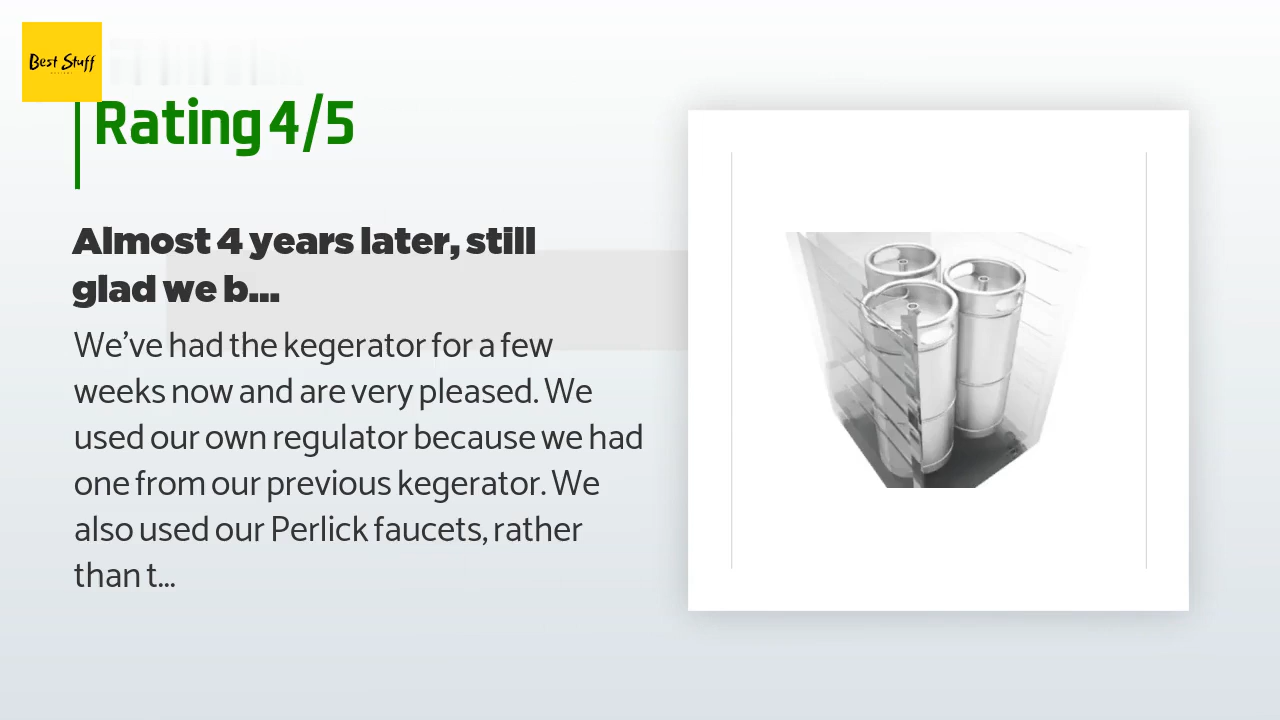 Best Stuff
Rating 4/5
Almost 4 years later, still
glad we b...
We've had the kegerator for a few
weeks now and are very pleased. We
used our own regulator because we had
one from our previous kegerator. We
also used our Perlick faucets, rather
than t...